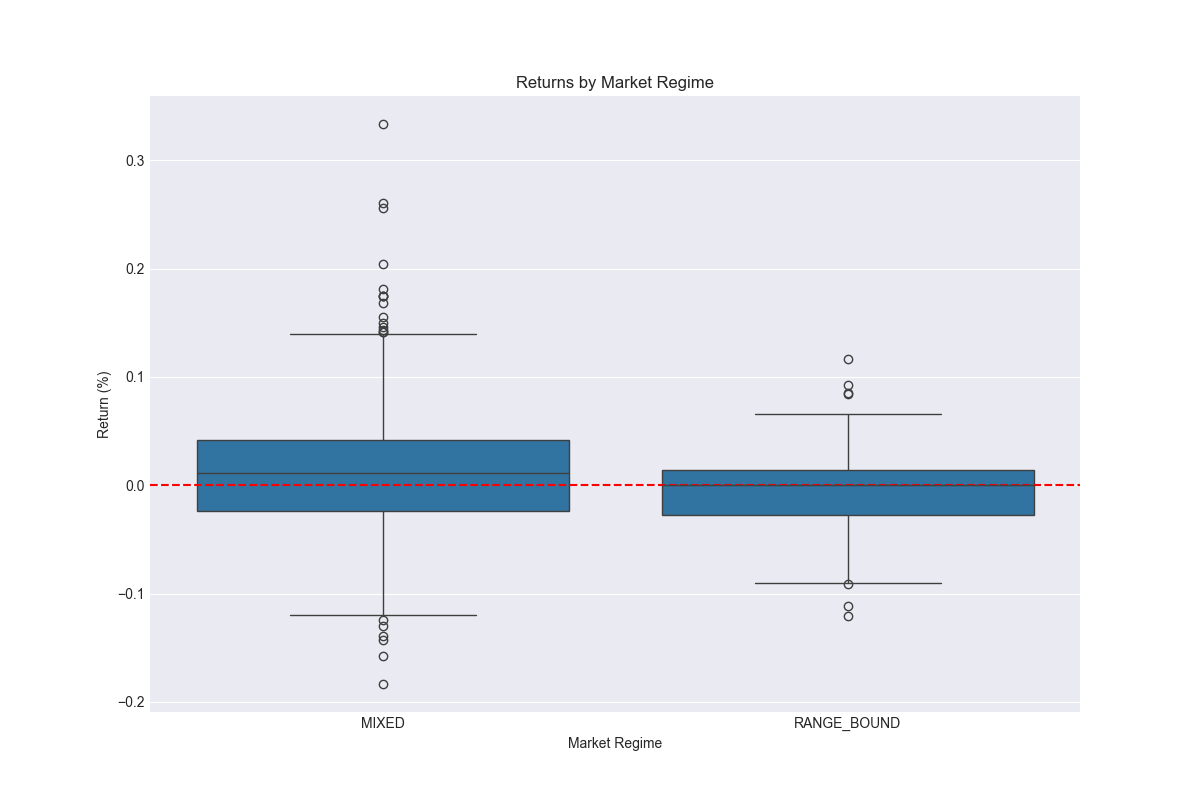 Returns by Market Regime
Return (%)
0.3
0.2
0.1
0.0
−0.1
−0.2
MIXED
RANGE_BOUND
Market Regime